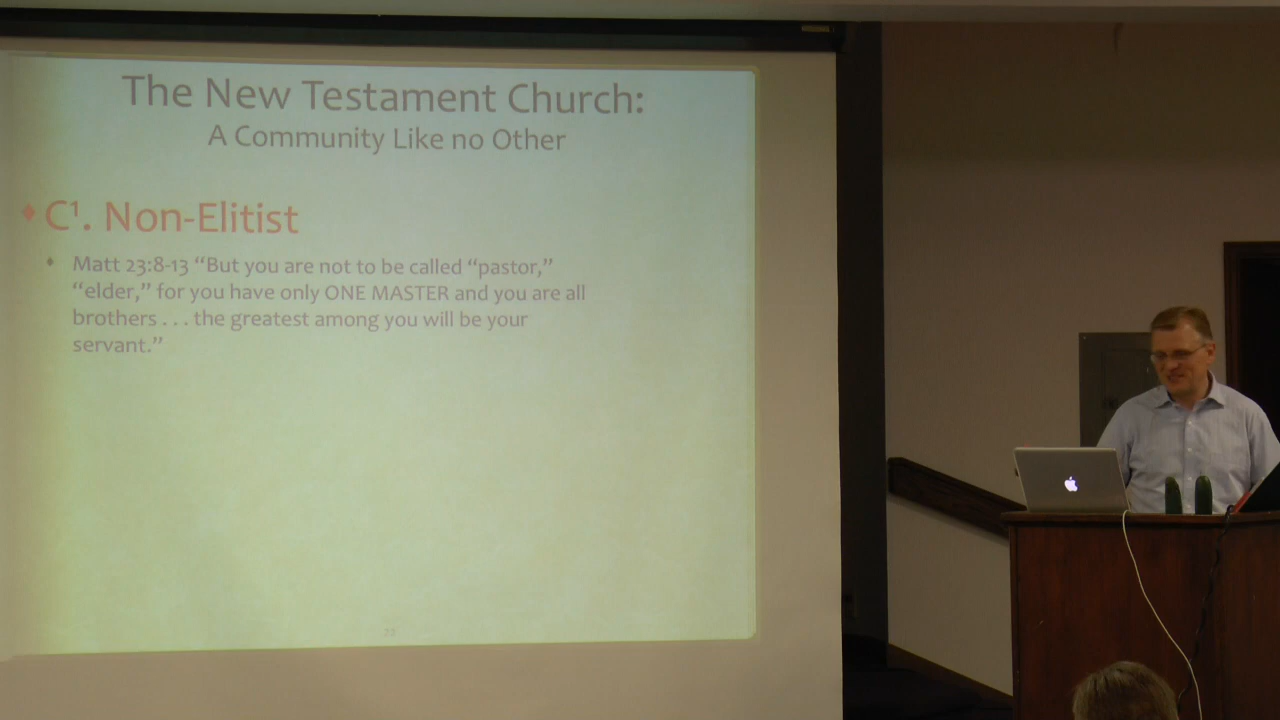 The New Testament Church:
A Community Like no Other
C¹. Non-Elitist
Matt 23:8-13 “But you are not to be called “pastor,”
“elder,” for you have only ONE MASTER and you are all
brothers . . . the greatest among you will be your
servant.”